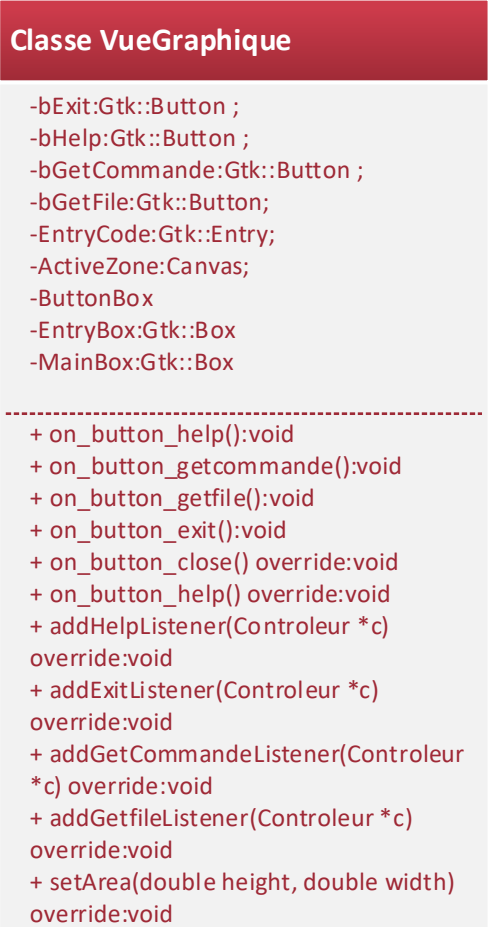 Classe VueGraphique
-bExit:Gtk::Button ;
-bHelp:Gtk::Button ;
-bGetCommande:Gtk::Button ;
-bGetFile:Gtk::Button;
-EntryCode:Gtk::Entry;
-ActiveZone:Canvas;
-ButtonBox
-EntryBox:Gtk::Box
-MainBox:Gtk::Box
+ on_button_help():void
+ on_button_getcommande():void
+ on_button_getfile():void
+ on_button_exit():void
+ on_button_close() override:void
+ on_button_help() override:void
+ addHelpListener(Controleur *c)
override:void
+ addExitListener(Controleur *c)
override:void
+ addGetCommandeListener(Controleur
*c) override:void
+ addGetfileListener(Controleur *c)
override:void
+ setArea(double height, double width)
override:void